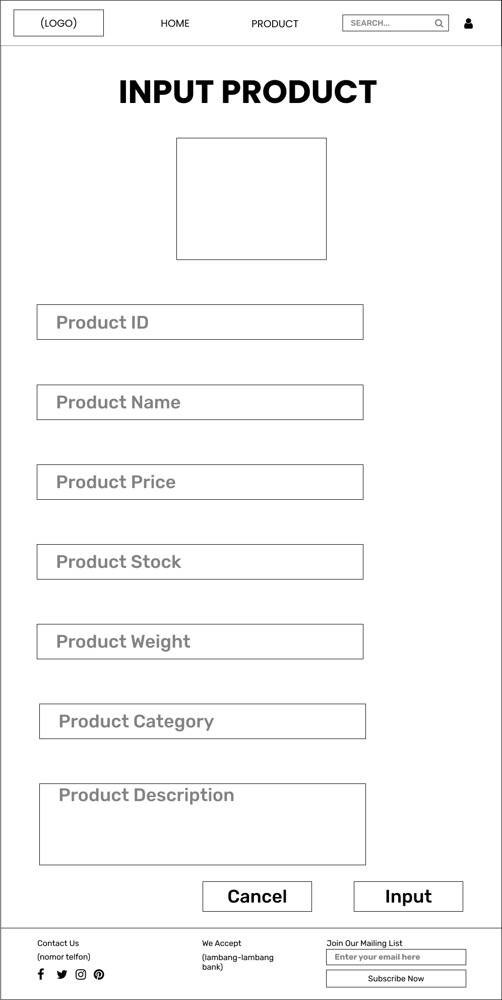 (LOGO)
HOME
PRODUCT
SEARCH...
INPUT PRODUCT
Product ID
Product Name
Product Price
Product Stock
Product Weight
Product Category
Product Description
Cancel
Input
Contact Us
(nomor telfon)
We Accept
(lambang-lambang
bank)
Join Our Mailing List
Enter your email here
Subscribe Now